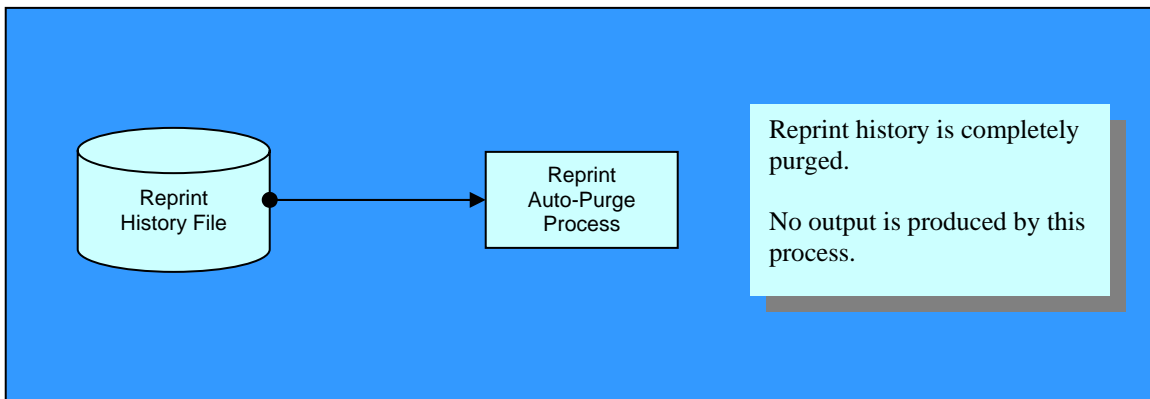 Reprint
History File
Reprint
Auto-Purge
Process
Reprint history is completely
purged.
No output is produced by this
process.